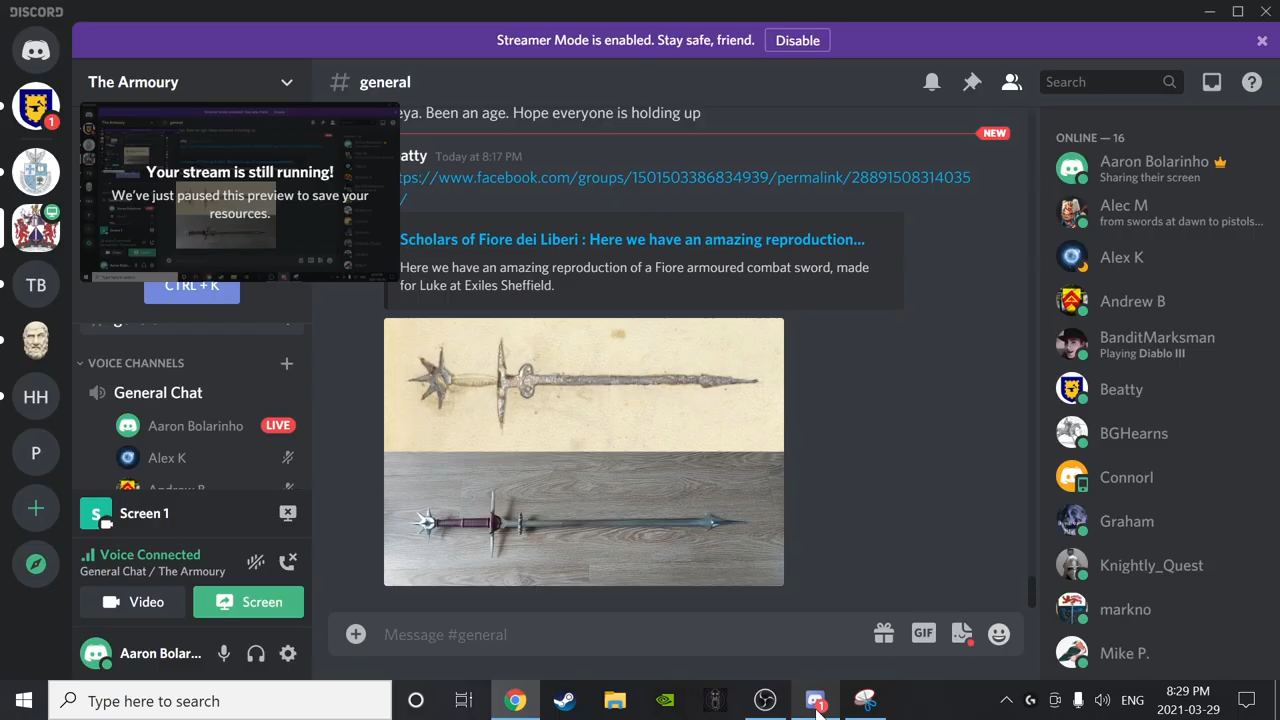 DISCORD
Streamer Mode is enabled. Stay safe, friend.
Disable
The Armoury
# general
Search
Your stream is still running!
We've just paused this preview to save your
resources.
CTRL + K
VOICE CHANNELS
General Chat
Aaron Bolarinho
LIVE
Alex K
Andrew B
Screen 1
Voice Connected
General Chat / The Armoury
Video
Screen
Aaron Bolar...
eya. Been an age. Hope everyone is holding up
NEW
atty Today at 8:17 PM
tps://www.facebook.com/groups/1501503386834939/permalink/28891508314035
/
Scholars of Fiore dei Liberi : Here we have an amazing reproduction...
Here we have an amazing reproduction of a Fiore armoured combat sword, made
for Luke at Exiles Sheffield.
Message #general
GIF
ONLINE — 16
Aaron Bolarinho
Sharing their screen
Alec M
from swords at dawn to pistols...
Alex K
Andrew B
BanditMarksman
Playing Diablo III
Beatty
BGHearns
Connorl
Graham
Knightly_Quest
markno
Mike P.
1
TB
HH
P
S
Type here to search
1
ENG
8:29 PM
2021-03-29